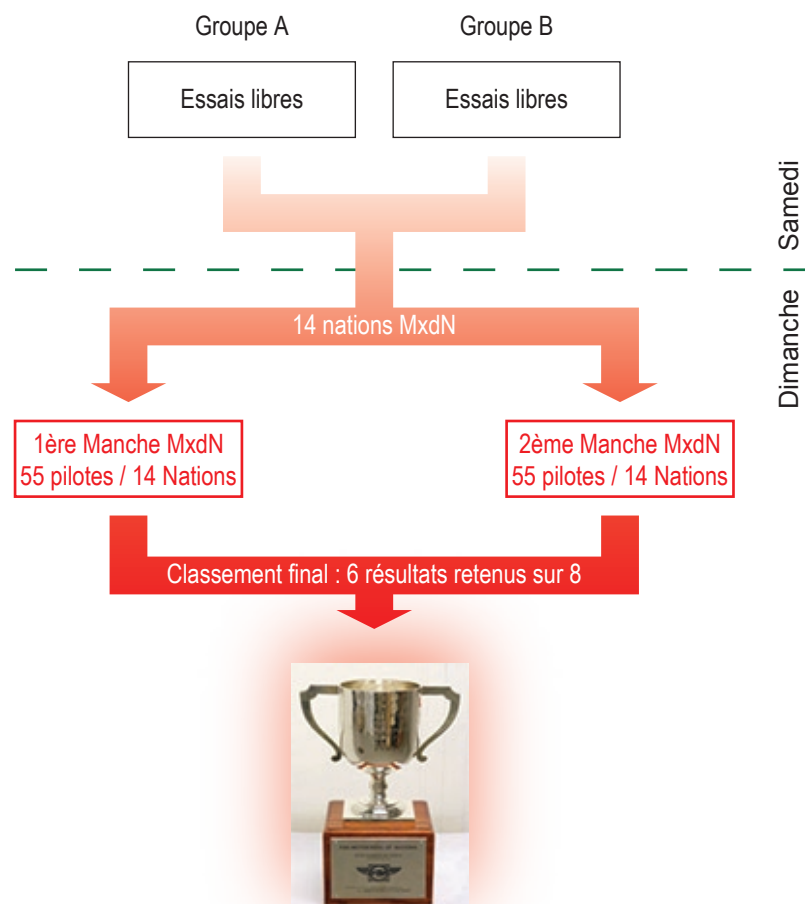 Groupe A
Groupe B
Essais libres
Essais libres
Samedi
Dimanche
14 nations MxdN
1ère Manche MxdN
55 pilotes / 14 Nations
2ème Manche MxdN
55 pilotes / 14 Nations
Classement final : 6 résultats retenus sur 8